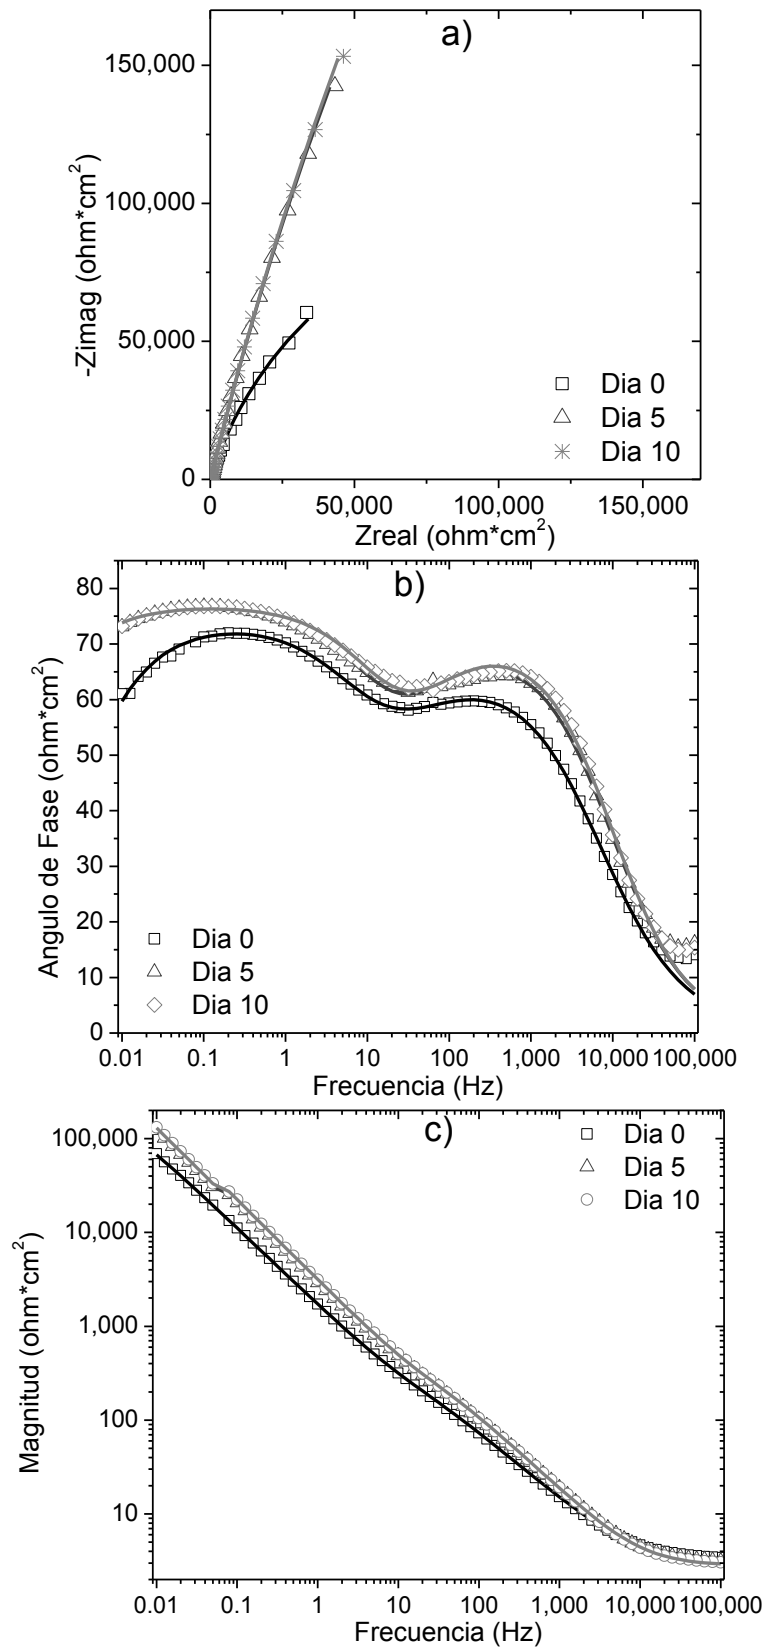 a)
150,000
100,000
50,000
0
-Zimag (ohm*cm²)
Dia 0
Dia 5
Dia 10
0 50,000 100,000 150,000
Zreal (ohm*cm²)
b)
80
70
60
50
40
30
20
10
0
Angulo de Fase (ohm*cm²)
Dia 0
Dia 5
Dia 10
0.01 0.1 1 10 100 1,000 10,000 100,000
Frecuencia (Hz)
c)
100,000
10,000
1,000
100
10
Magnitud (ohm*cm²)
Dia 0
Dia 5
Dia 10
0.01 0.1 1 10 100 1,000 10,000 100,000
Frecuencia (Hz)